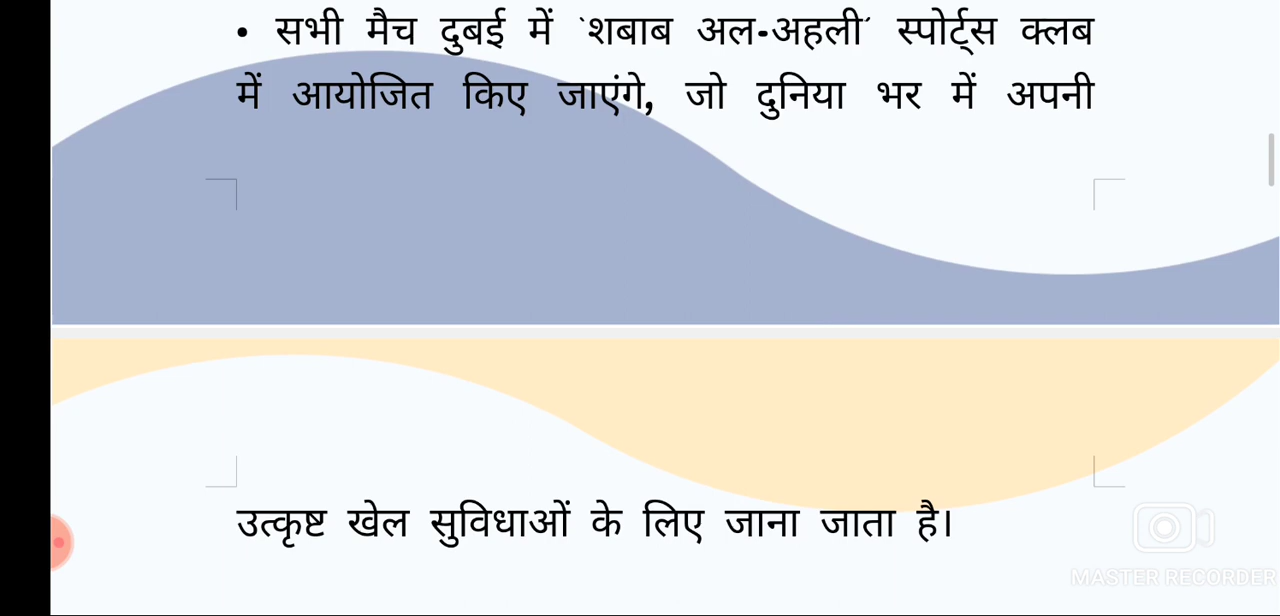 • सभी मैच दुबई में `शबाब अल-अहली´ स्पोर्ट्स क्लब
में आयोजित किए जाएंगे, जो दुनिया भर में अपनी
उत्कृष्ट खेल सुविधाओं के लिए जाना जाता है।
MASTER RECORDER